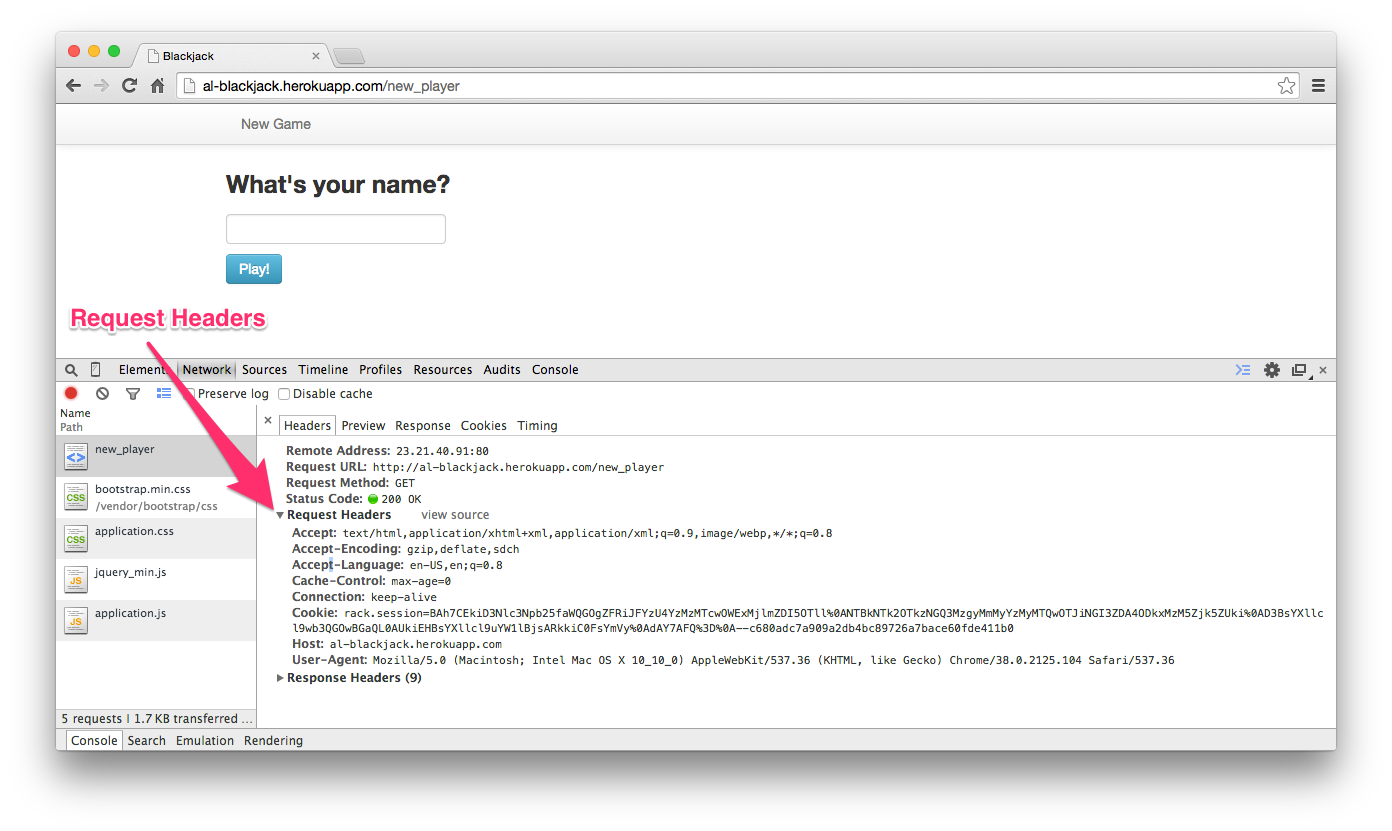 Blackjack
al-blackjack.herokuapp.com/new_player
New Game
What's your name?
Play!
Request Headers
Elements Network Sources Timeline Profiles Resources Audits Console
Preserve log Disable cache
Name
Path
Headers Preview Response Cookies Timing
new_player
bootstrap.min.css
/vendor/bootstrap/css
application.css
jquery_min.js
application.js
Remote Address: 23.21.40.91:80
Request URL: http://al-blackjack.herokuapp.com/new_player
Request Method: GET
Status Code: 200 OK
Request Headers view source
Accept: text/html,application/xhtml+xml,application/xml;q=0.9,image/webp,*/*;q=0.8
Accept-Encoding: gzip,deflate,sdch
Accept-Language: en-US,en;q=0.8
Cache-Control: max-age=0
Connection: keep-alive
Cookie: rack.session=BAh7CEkiD3Nlc3Npb25faWQGOgZFRiJFYzU4YzMzMTcwOWExMjlmZDI5OTll%0ANTBkNTk2OTkzNGQ3MzgyMmMyYzMyMTQwOTJiNGI3ZDA4ODkxMzM5Zjk5ZUki%0AD3BsYXllc
l9wb3QGOwBGaQL0AUkiEHBsYXllcl9uYW1lBjsARkkiC0FsYmVy%0AdAY7AFQ%3D%0A--c680adc7a909a2db4bc89726a7bace60fde411b0
Host: al-blackjack.herokuapp.com
User-Agent: Mozilla/5.0 (Macintosh; Intel Mac OS X 10_10_0) AppleWebKit/537.36 (KHTML, like Gecko) Chrome/38.0.2125.104 Safari/537.36
Response Headers (9)
5 requests | 1.7 KB transferred ...
Console Search Emulation Rendering